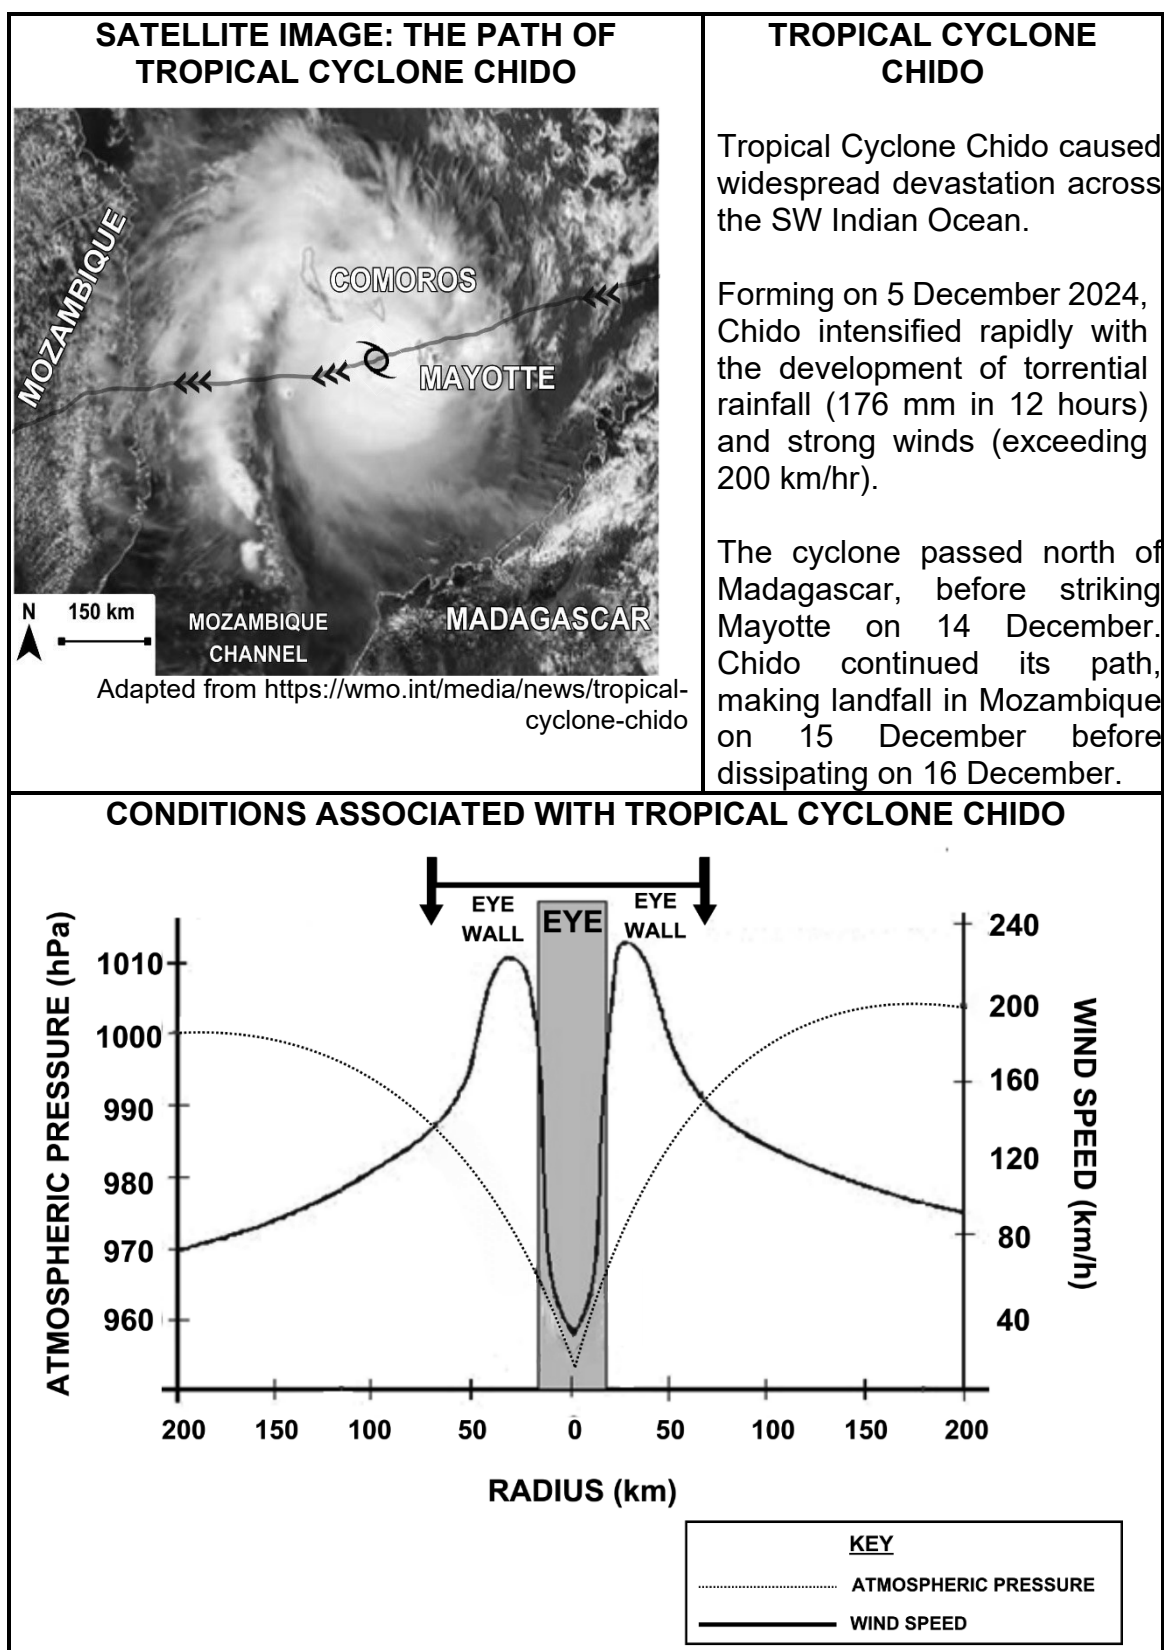 SATELLITE IMAGE: THE PATH OF
TROPICAL CYCLONE CHIDO
MOZAMBIQUE
COMOROS
MAYOTTE
N
150 km
MOZAMBIQUE
CHANNEL
MADAGASCAR
Adapted from https://wmo.int/media/news/tropical-
cyclone-chido
TROPICAL CYCLONE
CHIDO
Tropical Cyclone Chido caused
widespread devastation across
the SW Indian Ocean.
Forming on 5 December 2024,
Chido intensified rapidly with
the development of torrential
rainfall (176 mm in 12 hours)
and strong winds (exceeding
200 km/hr).
The cyclone passed north of
Madagascar, before striking
Mayotte on 14 December.
Chido continued its path,
making landfall in Mozambique
on 15 December before
dissipating on 16 December.
CONDITIONS ASSOCIATED WITH TROPICAL CYCLONE CHIDO
EYE
WALL
EYE
EYE
WALL
ATMOSPHERIC PRESSURE (hPa)
1010
1000
990
980
970
960
240
200
160
120
80
40
WIND SPEED (km/h)
200 150 100 50 0 50 100 150 200
RADIUS (km)
KEY
ATMOSPHERIC PRESSURE
WIND SPEED